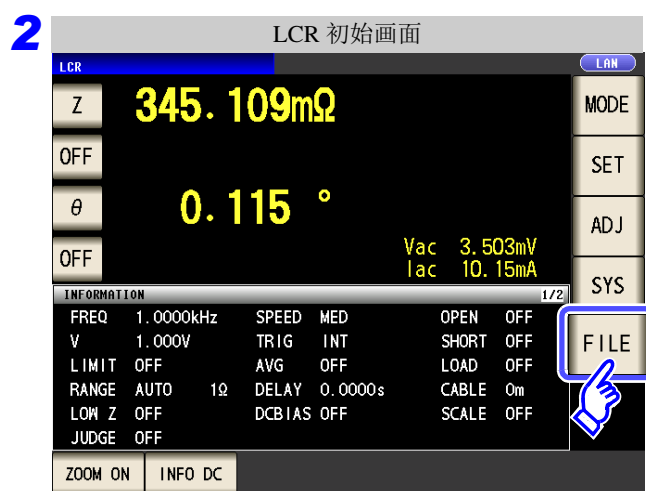 2
LCR 初始画面
LCR
LAN
Z
345.109mΩ
MODE
OFF
SET
θ
0.115 °
ADJ
OFF
Vac 3.503mV
Iac 10.15mA
SYS
INFORMATION 1/2
FREQ 1.0000kHz SPEED MED OPEN OFF
V 1.000V TRIG INT SHORT OFF
LIMIT OFF AVG OFF LOAD OFF
RANGE AUTO 1Ω DELAY 0.0000s CABLE 0m
LOW Z OFF DCBIAS OFF SCALE OFF
JUDGE OFF
FILE
ZOOM ON INFO DC